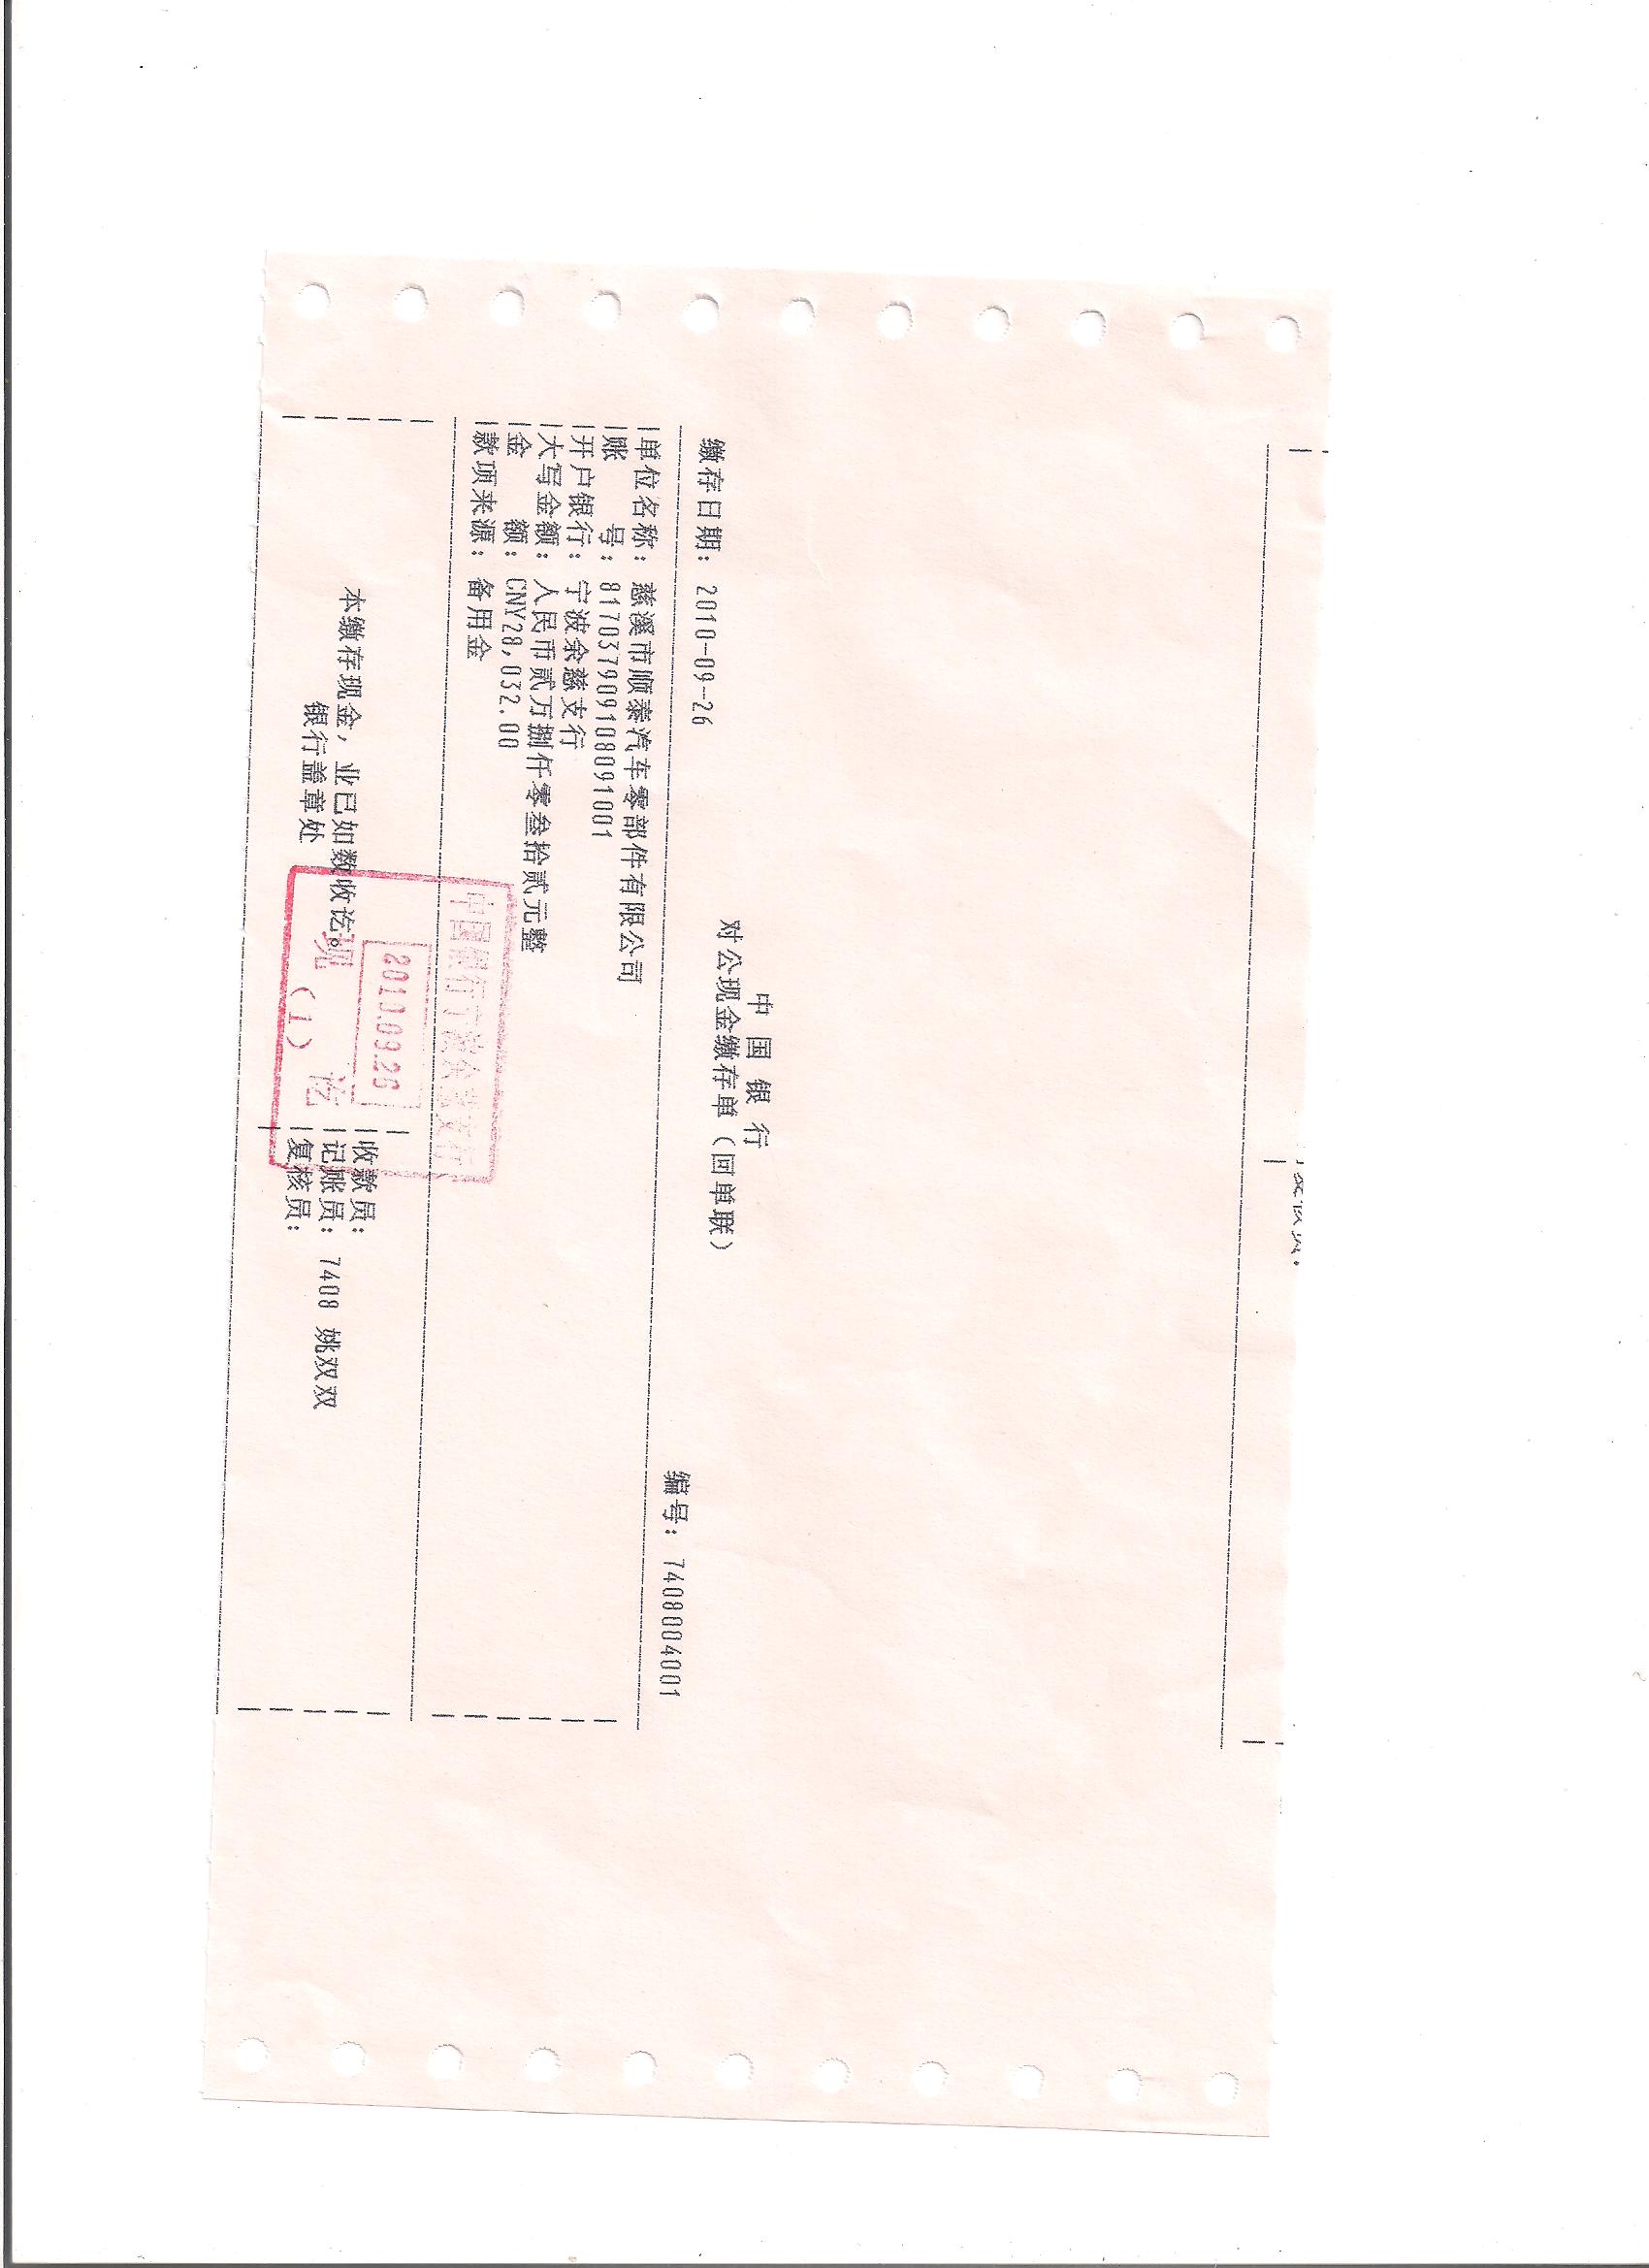 中 国 银 行
对公现金缴存单（回单联）
缴存日期：2010-09-26 编号：7408004001
单位名称：慈溪市顺泰汽车零部件有限公司
账 号：817037909108091001
开户银行：宁波余慈支行
大写金额：人民币贰万捌仟零叁拾贰元整
金 额：CNY28,032.00
款项来源：备用金
本缴存现金，业已如数收讫。
银行盖章处
收款员：
记账员：7408 姚双双
复核员：
中国银行宁波余慈支行
2010.09.26
现 讫
(1)